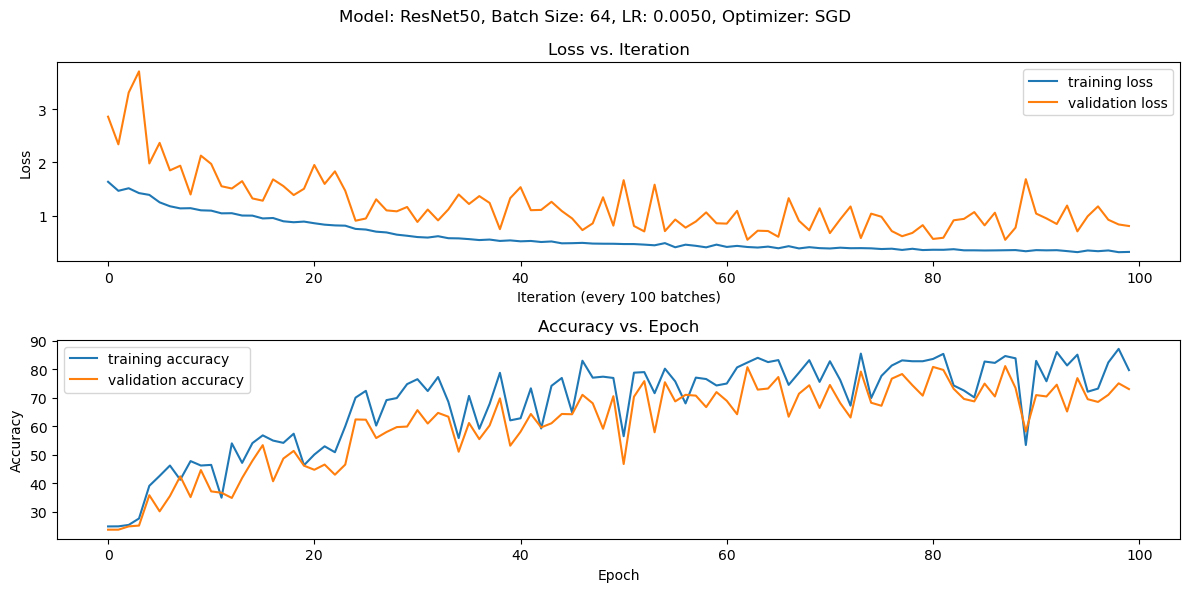 Model: ResNet50, Batch Size: 64, LR: 0.0050, Optimizer: SGD
Loss vs. Iteration
training loss
validation loss
3
2
1
Loss
0 20 40 60 80 100
Iteration (every 100 batches)
Accuracy vs. Epoch
training accuracy
validation accuracy
90
80
70
60
50
40
30
Accuracy
0 20 40 60 80 100
Epoch